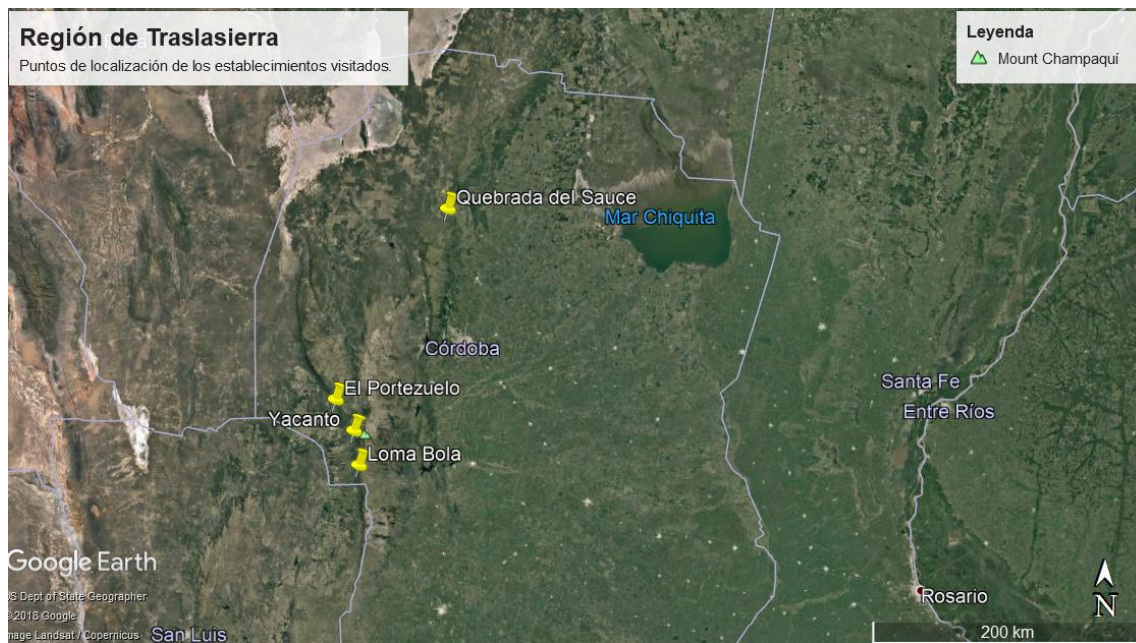 Región de Traslasierra
Puntos de localización de los establecimientos visitados.
Leyenda
Mount Champaquí
Quebrada del Sauce
Mar Chiquita
Córdoba
El Portezuelo
Santa Fe
Yacanto
Entre Ríos
Loma Bola
Google Earth
US Dept of State Geographer
© 2018 Google
Image Landsat / Copernicus
San Luis
Rosario
N
200 km